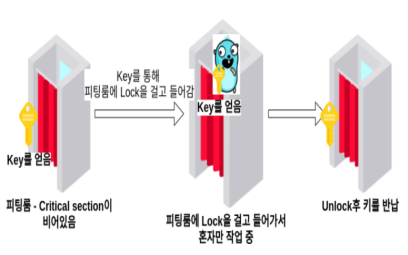 Key를 통해
피팅룸에 Lock을 걸고 들어감
Key를 얻음
Key를 얻음
피팅룸 - Critical section이
비어있음
피팅룸에 Lock을 걸고 들어가서
혼자만 작업 중
Unlock후 키를 반납